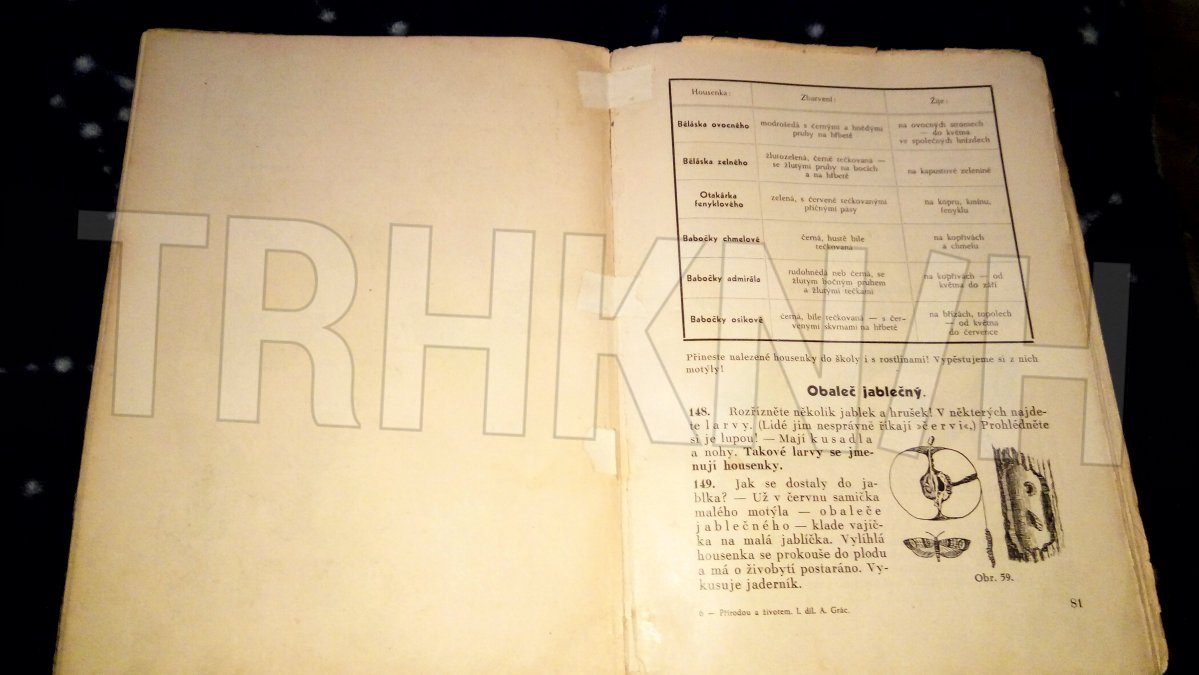 Housenka: Zbarvení: Žije:
Běláska ovocného
modrošedá s černými a hnědými
pruhy na hřbetě
na ovocných stromech
— do května
ve společných hnízdech
Běláska zelného
žlutozelená, černě tečkovaná —
se žlutými pruhy na bocích
a na hřbetě
na kapustové zelenině
Otakárka
fenyklového
zelená, s červeně tečkovanými
příčnými pásy
na kopru, kmínu,
fenyklu
Babočky chmelové
černá, hustě bíle
tečkovaná
na kopřivách
a chmelu
Babočky admirála
rudohnědá neb černá, se
žlutým bočným pruhem
a žlutými tečkami
na kopřivách — od
května do září
Babočky osikové
černá, bíle tečkovaná — s čer-
venými skvrnami na hřbetě
na břízách, topolech
— od května
do července
Přineste nalezené housenky do školy i s rostlinami! Vypěstujeme si z nich
motýly!
Obaleč jablečný.
148. Rozřízněte několik jablek a hrušek! V některých najde-
te larvy. (Lidé jim nesprávně říkají »červi«.) Prohlédněte
si je lupou! — Mají kusadla
a nohy. Takové larvy se jme-
nují housenky.
149. Jak se dostaly do ja-
blka? — Už v červnu samička
malého motýla — obaleče
jablečného — klade vajíč-
ka na malá jablíčka. Vylíhlá
housenka se prokouše do plodu
a má o živobytí postaráno. Vy-
kusuje jaderník.
Obr. 59.
6 — Přírodou a životem. I. díl. A. Grác.
81
TRHKNIH